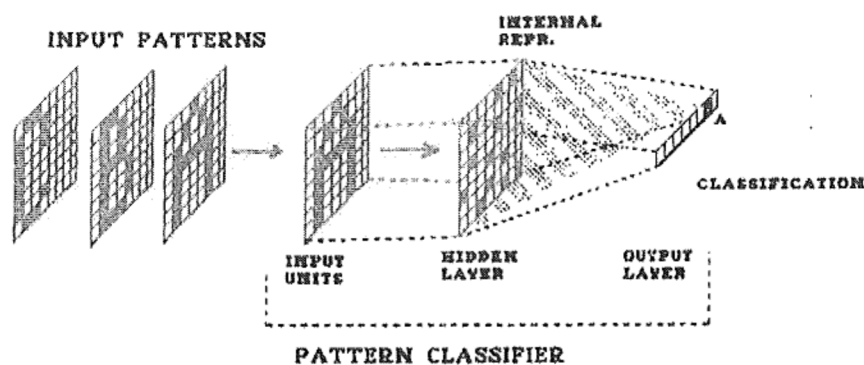 INPUT PATTERNS
INTERNAL
REPR.
A
CLASSIFICATION
INPUT
UNITS
HIDDEN
LAYER
OUTPUT
LAYER
PATTERN CLASSIFIER